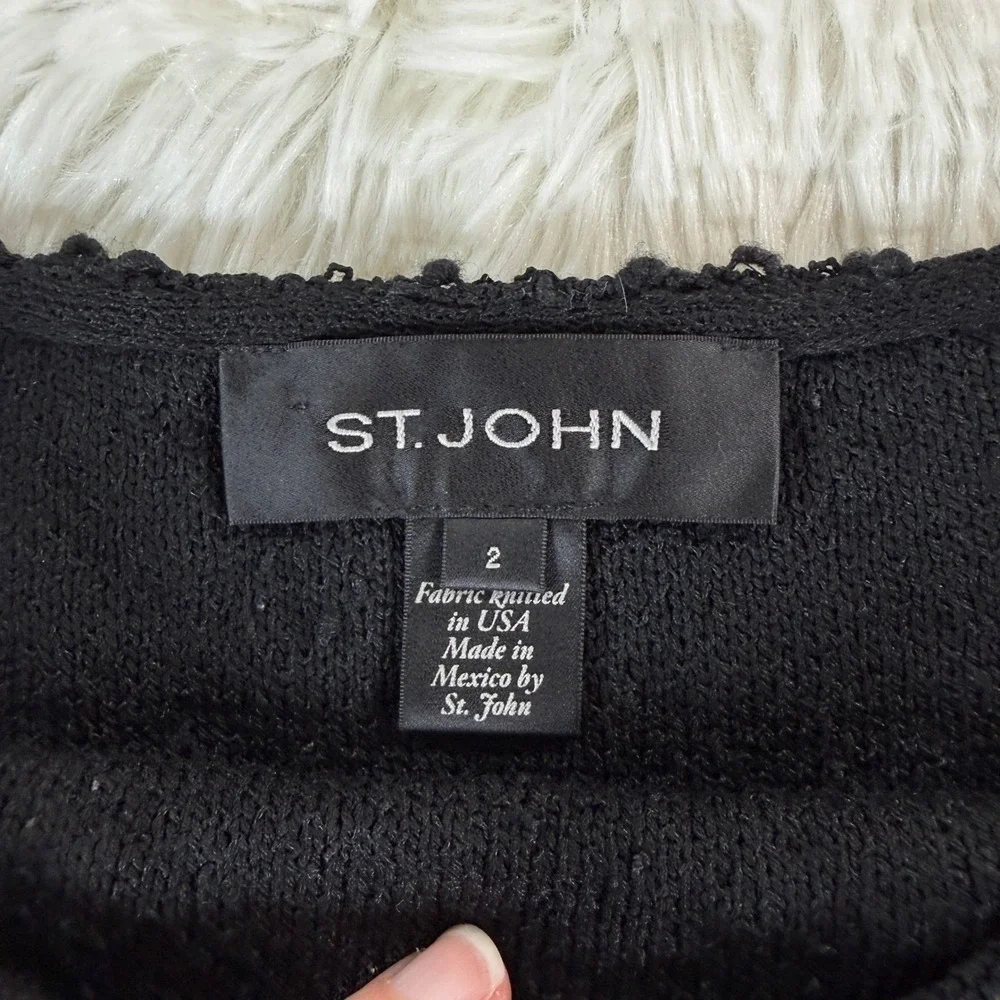 ST. JOHN
2
Fabric knitted
in USA
Made in
Mexico by
St. John